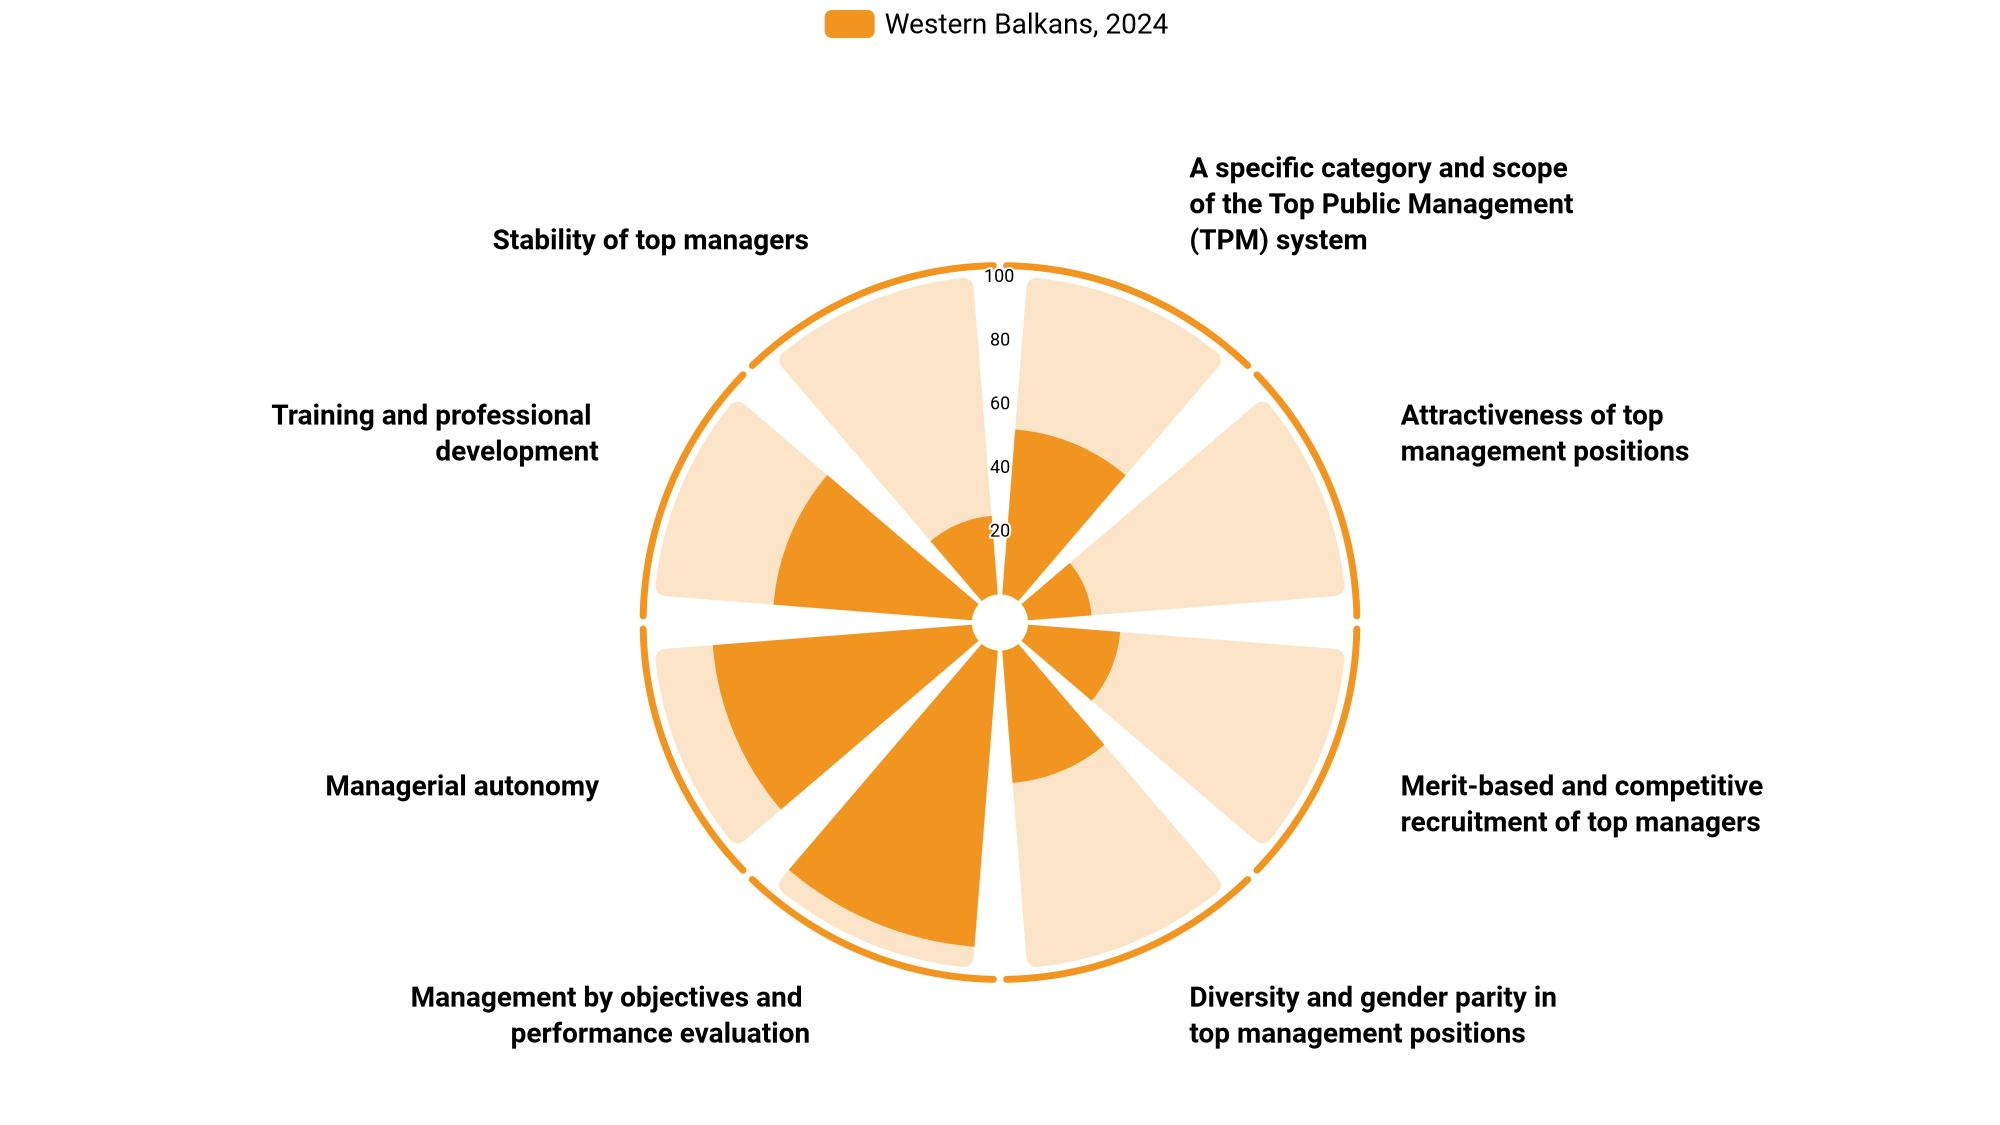 Western Balkans, 2024
A specific category and scope
of the Top Public Management
(TPM) system
Stability of top managers
100
80
60
40
20
Training and professional
development
Attractiveness of top
management positions
Managerial autonomy
Merit-based and competitive
recruitment of top managers
Management by objectives and
performance evaluation
Diversity and gender parity in
top management positions